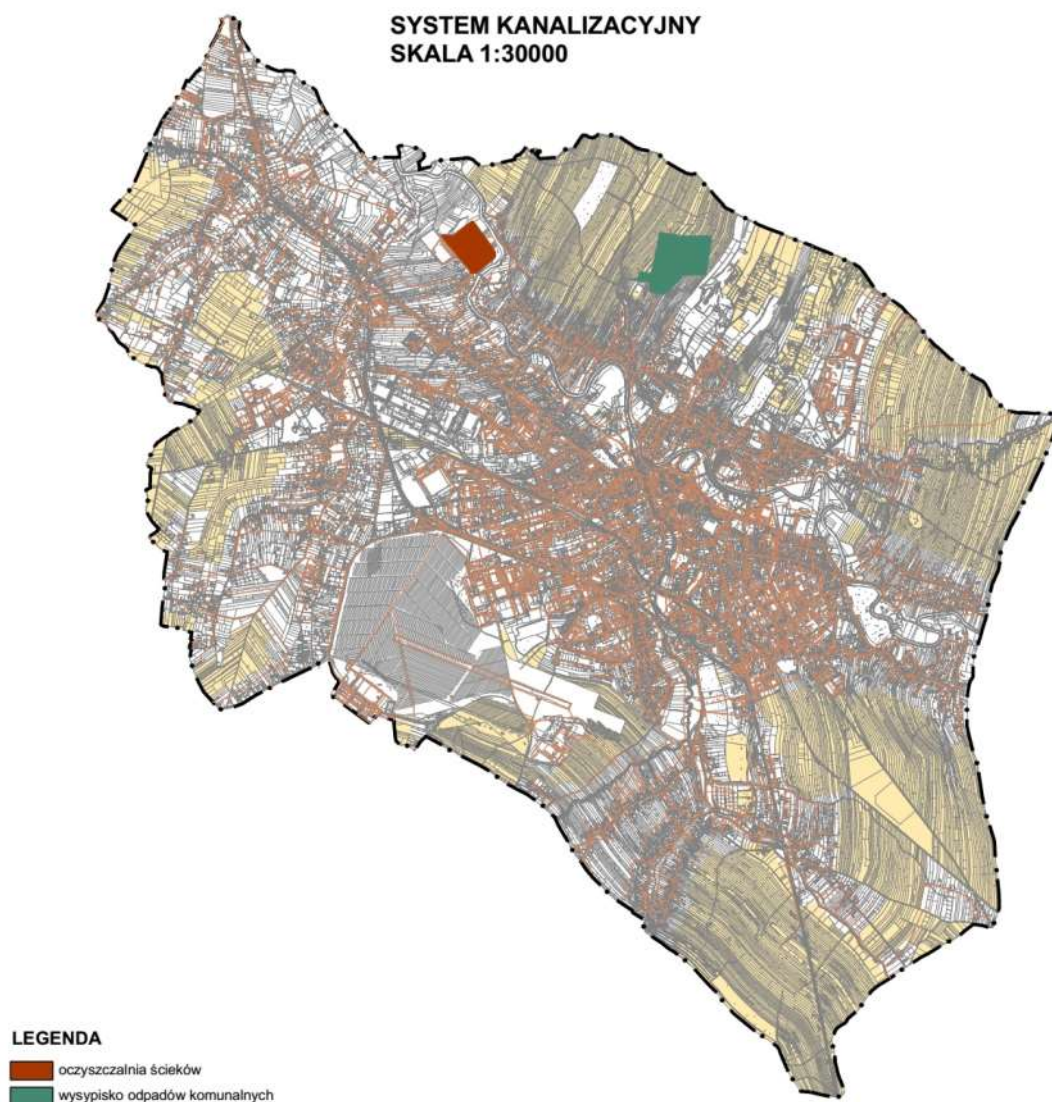 SYSTEM KANALIZACYJNY
SKALA 1:30000
LEGENDA
oczyszczalnia ścieków
wysypisko odpadów komunalnych